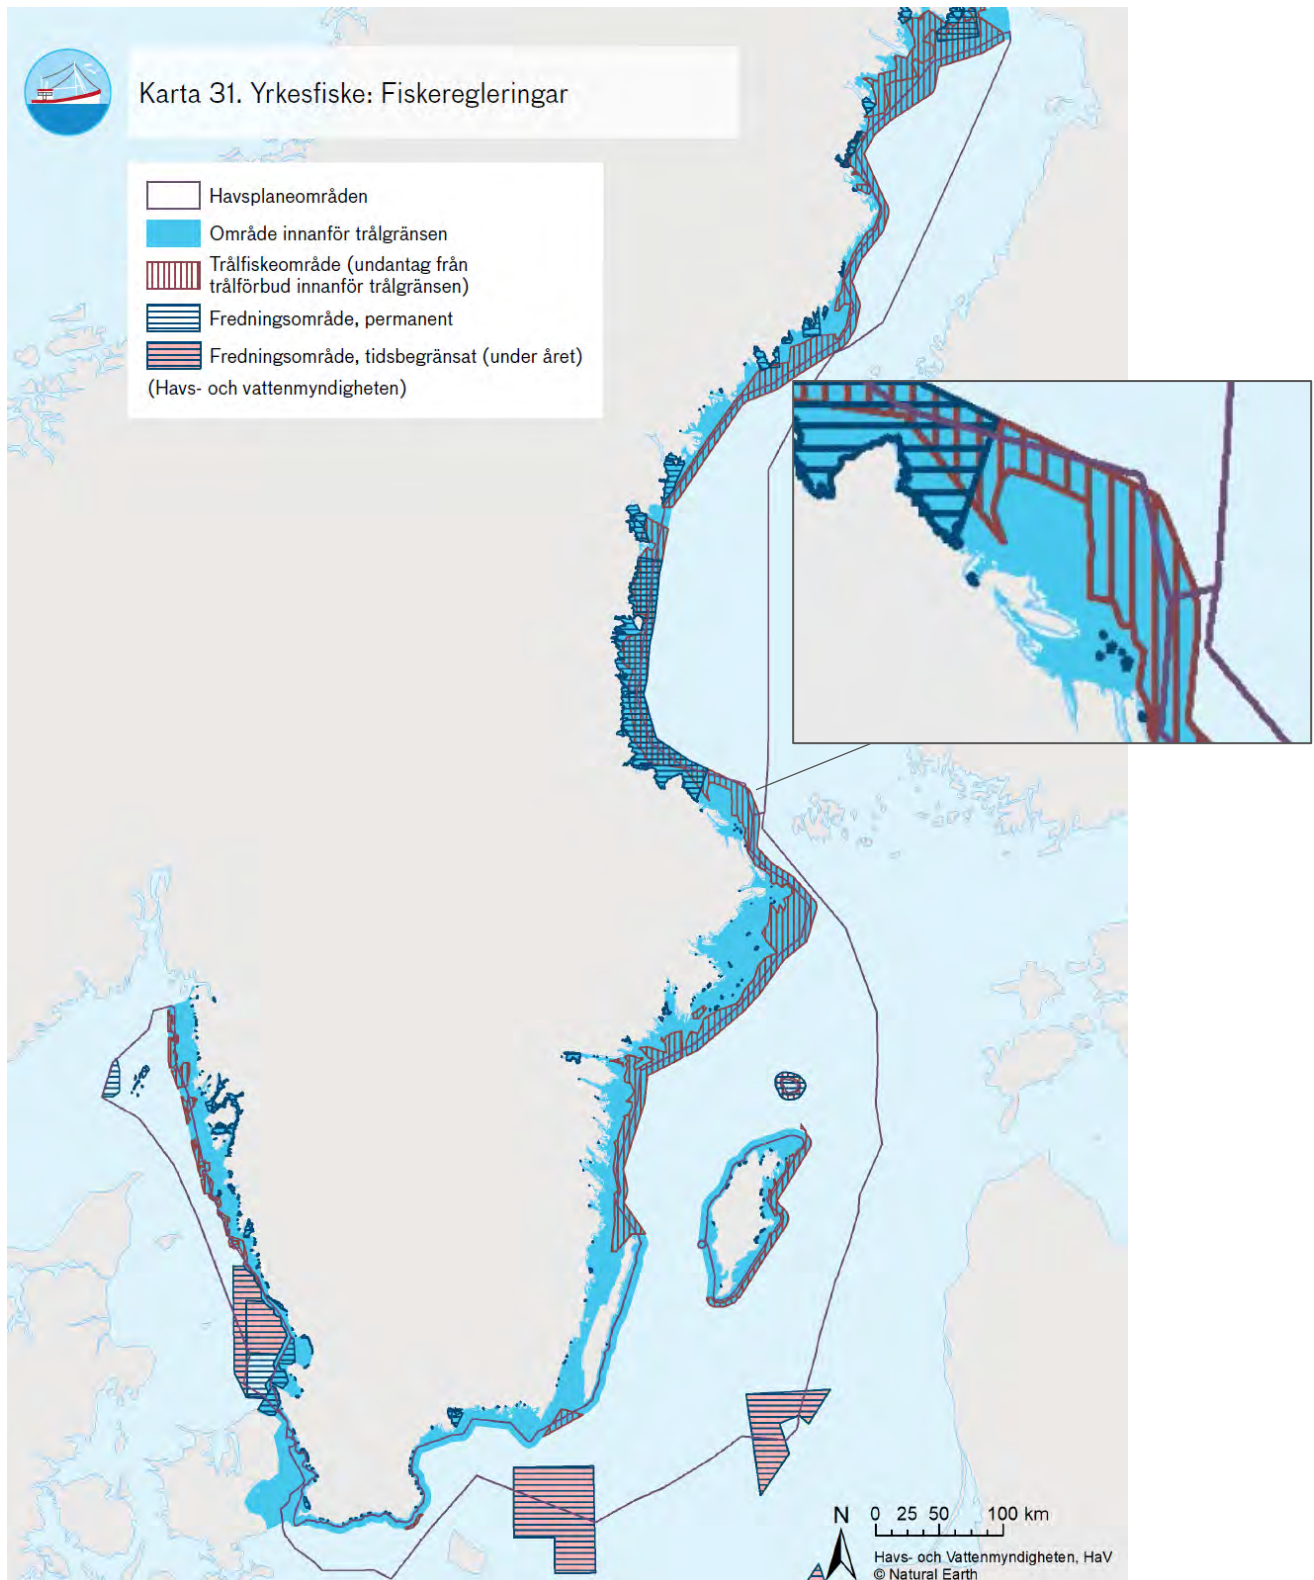 Karta 31. Yrkesfiske: Fiskeregleringar
Havsplaneområden
Område innanför trålgränsen
Trålfiskeområde (undantag från
trålförbud innanför trålgränsen)
Fredningsområde, permanent
Fredningsområde, tidsbegränsat (under året)
(Havs- och vattenmyndigheten)
N
0 25 50 100 km
Havs- och Vattenmyndigheten, HaV
© Natural Earth